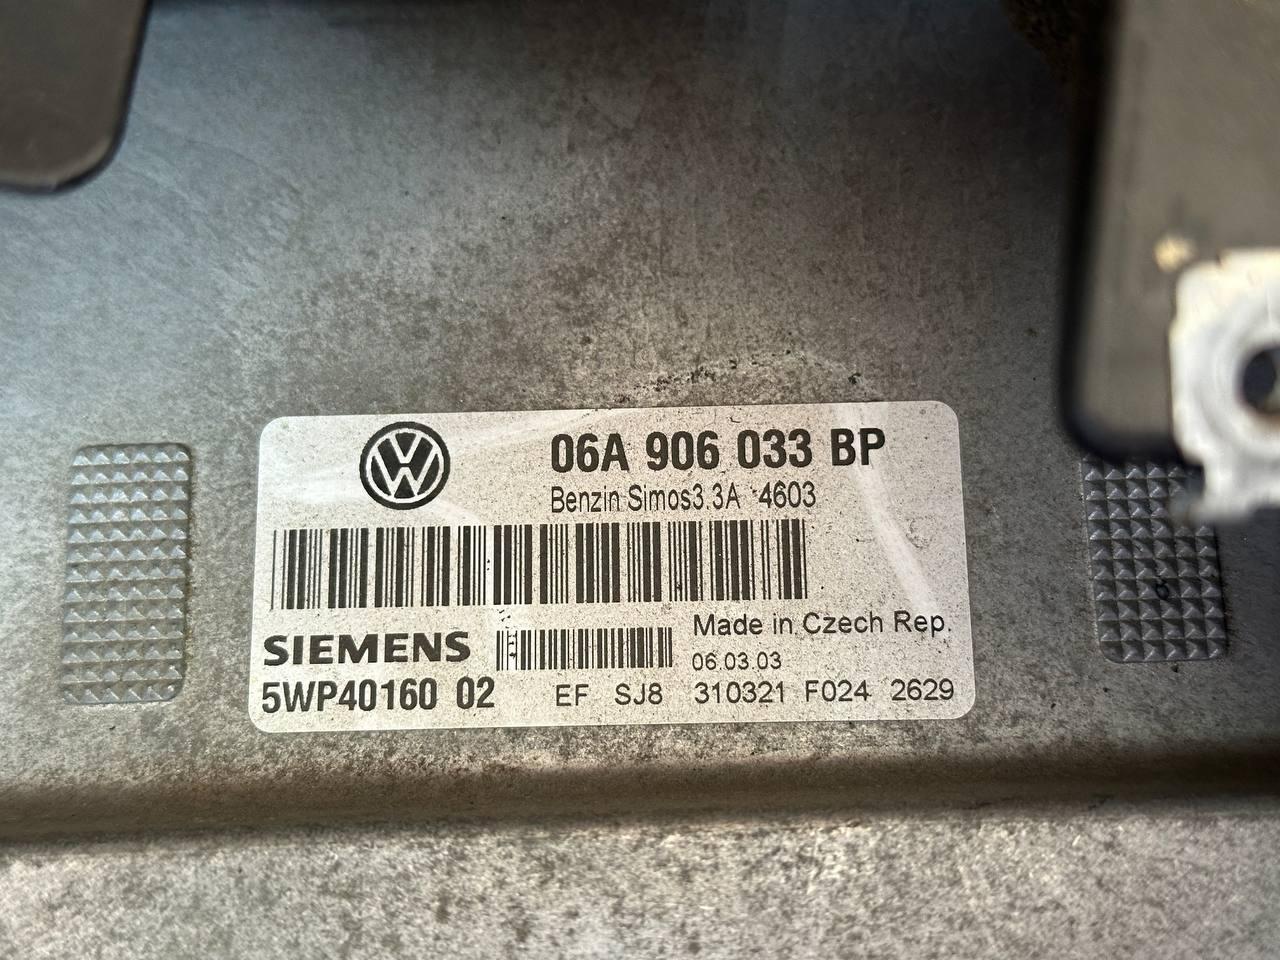 06A 906 033 BP
Benzin Simos3.3A 4603
Made in Czech Rep.
SIEMENS
06.03.03
5WP40160 02 EF SJ8 310321 F024 2629